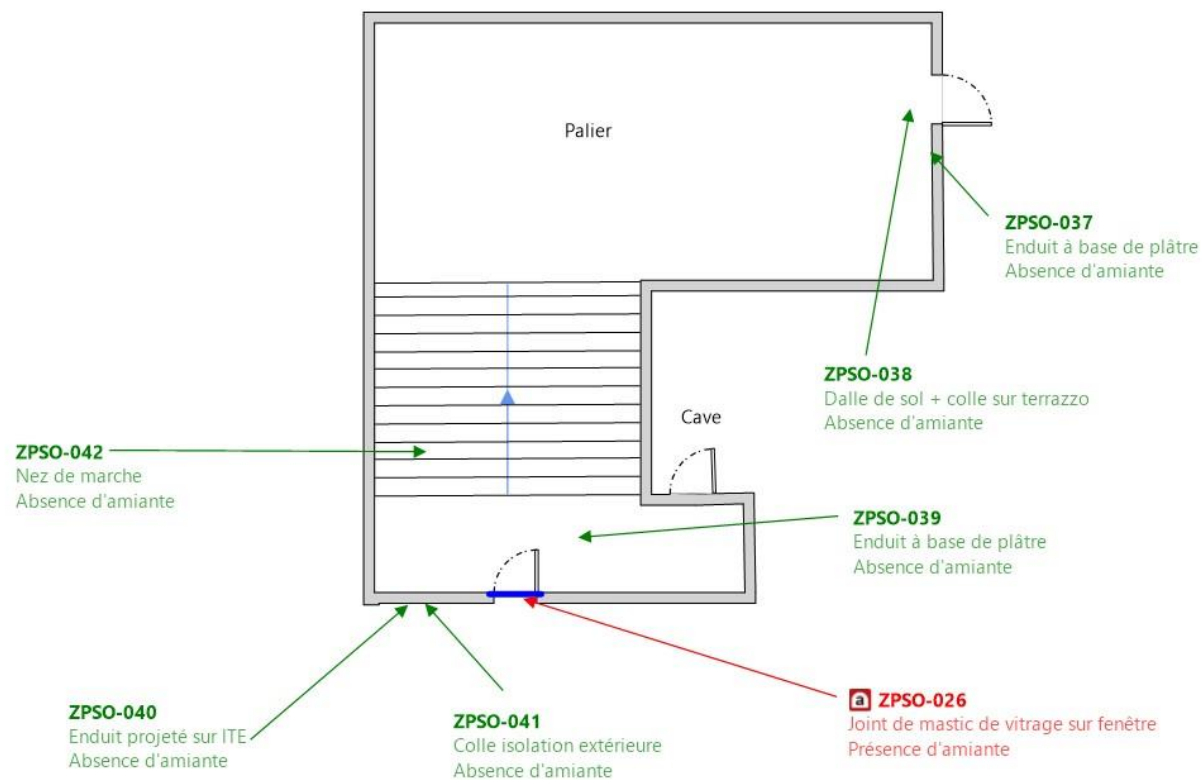 Palier
ZPSO-037
Enduit à base de plâtre
Absence d'amiante
ZPSO-038
Dalle de sol + colle sur terrazzo
Absence d'amiante
Cave
ZPSO-042
Nez de marche
Absence d'amiante
ZPSO-039
Enduit à base de plâtre
Absence d'amiante
ZPSO-040
Enduit projeté sur ITE
Absence d'amiante
ZPSO-041
Colle isolation extérieure
Absence d'amiante
a ZPSO-026
Joint de mastic de vitrage sur fenêtre
Présence d'amiante